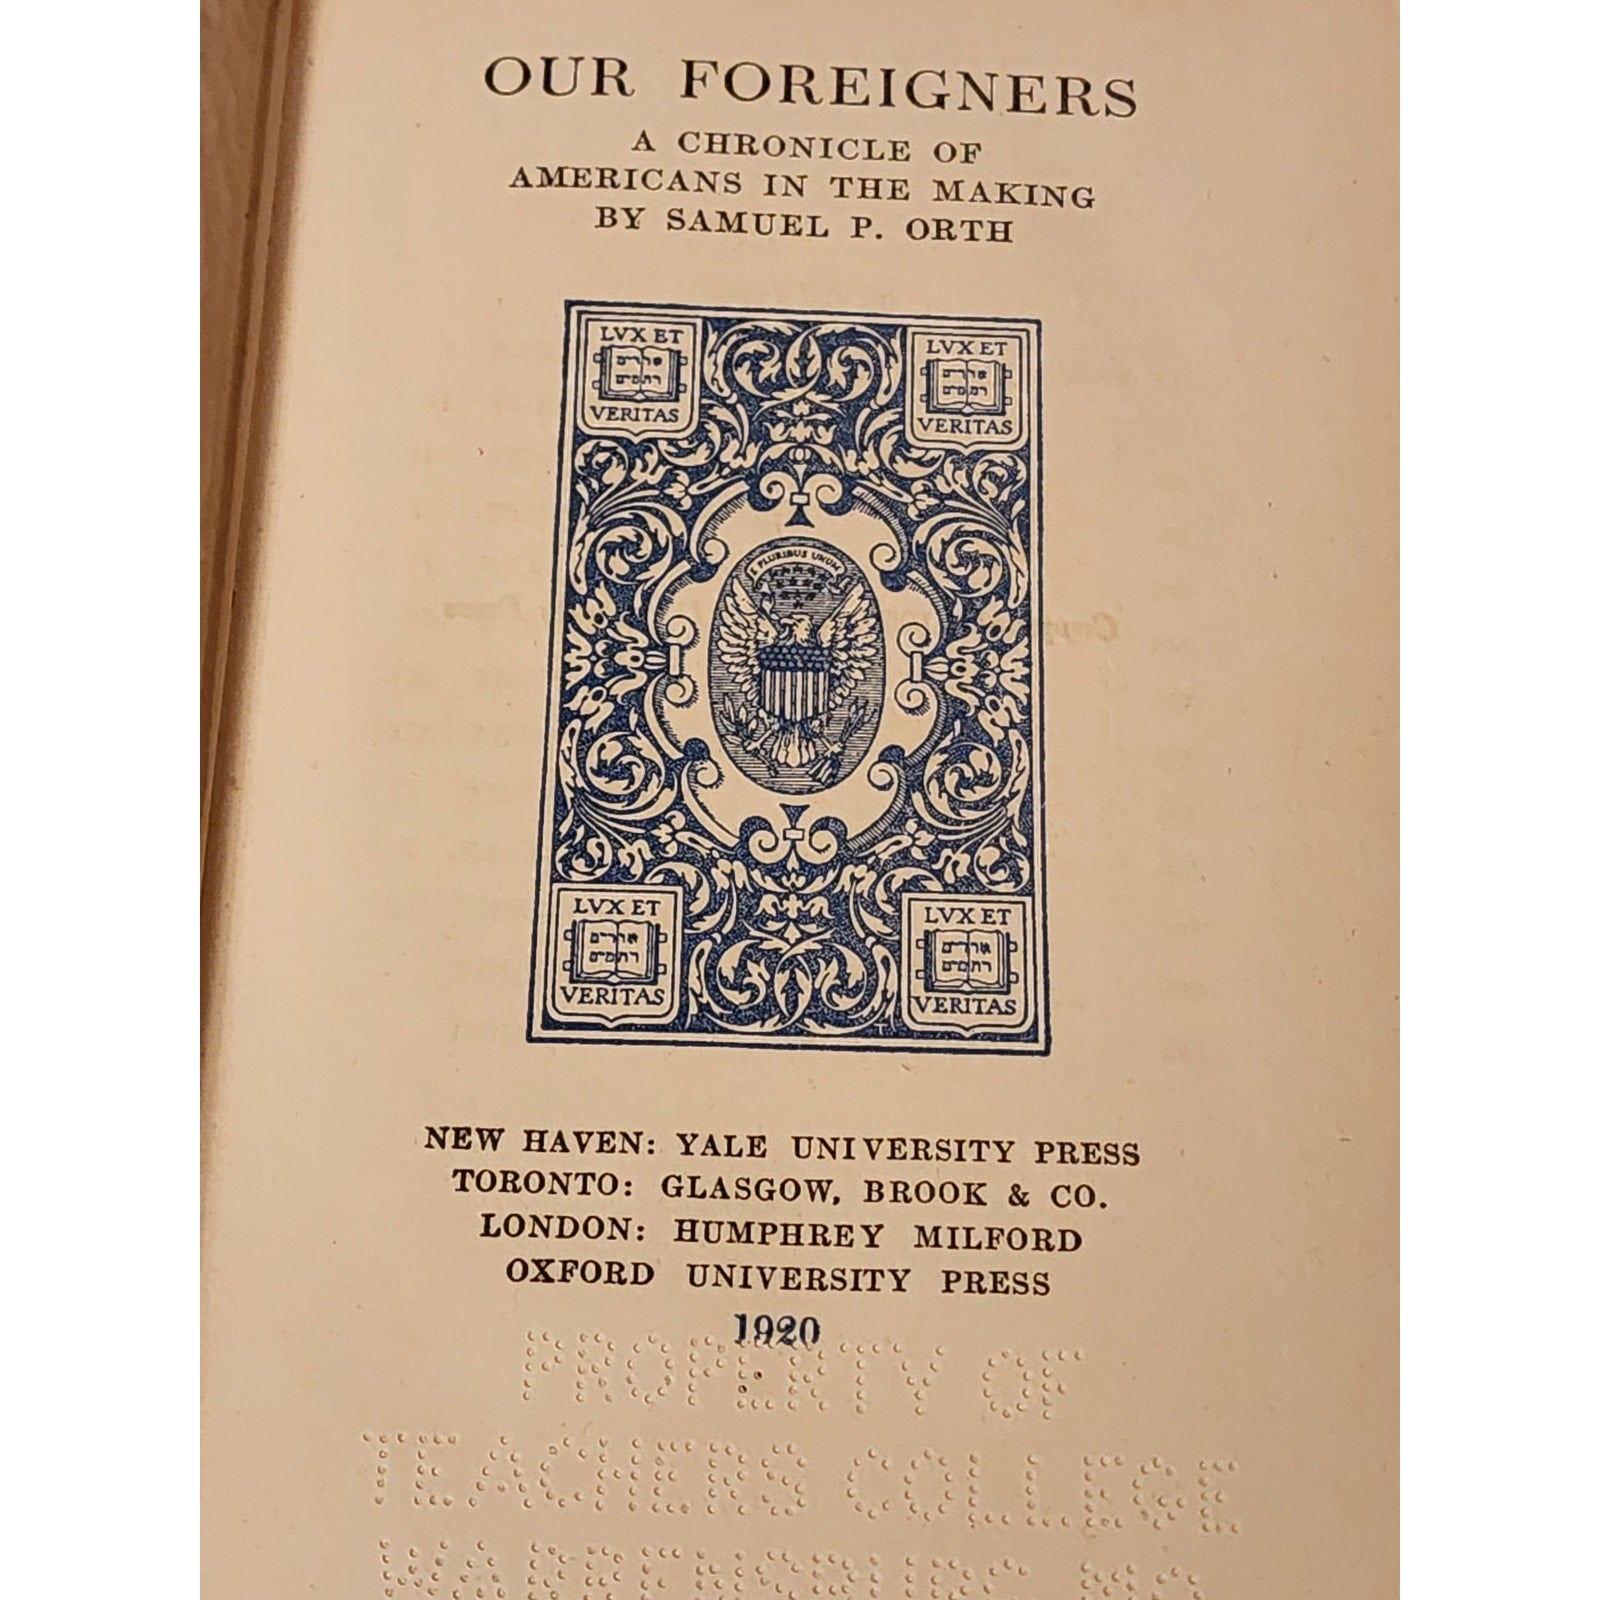 OUR FOREIGNERS
A CHRONICLE OF
AMERICANS IN THE MAKING
BY SAMUEL P. ORTH
LVX ET
VERITAS
LVX ET
VERITAS
E PLURIBUS UNUM
LVX ET
VERITAS
LVX ET
VERITAS
NEW HAVEN: YALE UNIVERSITY PRESS
TORONTO: GLASGOW, BROOK & CO.
LONDON: HUMPHREY MILFORD
OXFORD UNIVERSITY PRESS
1920
PROPERTY OF
TEACHERS COLLEGE